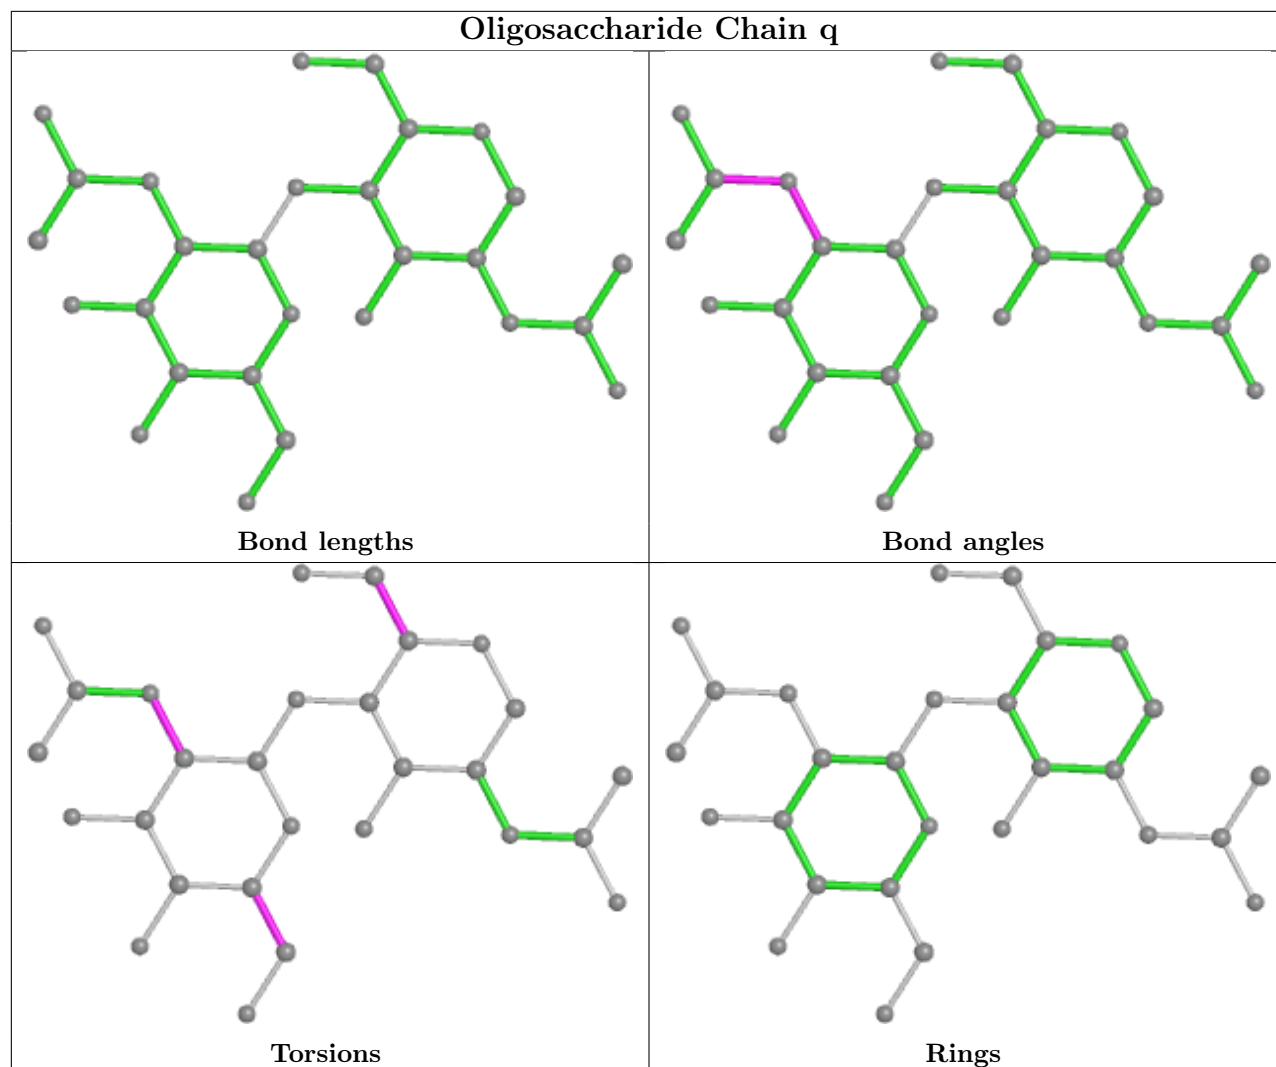 Oligosaccharide Chain q
Bond lengths
Bond angles
Torsions
Rings